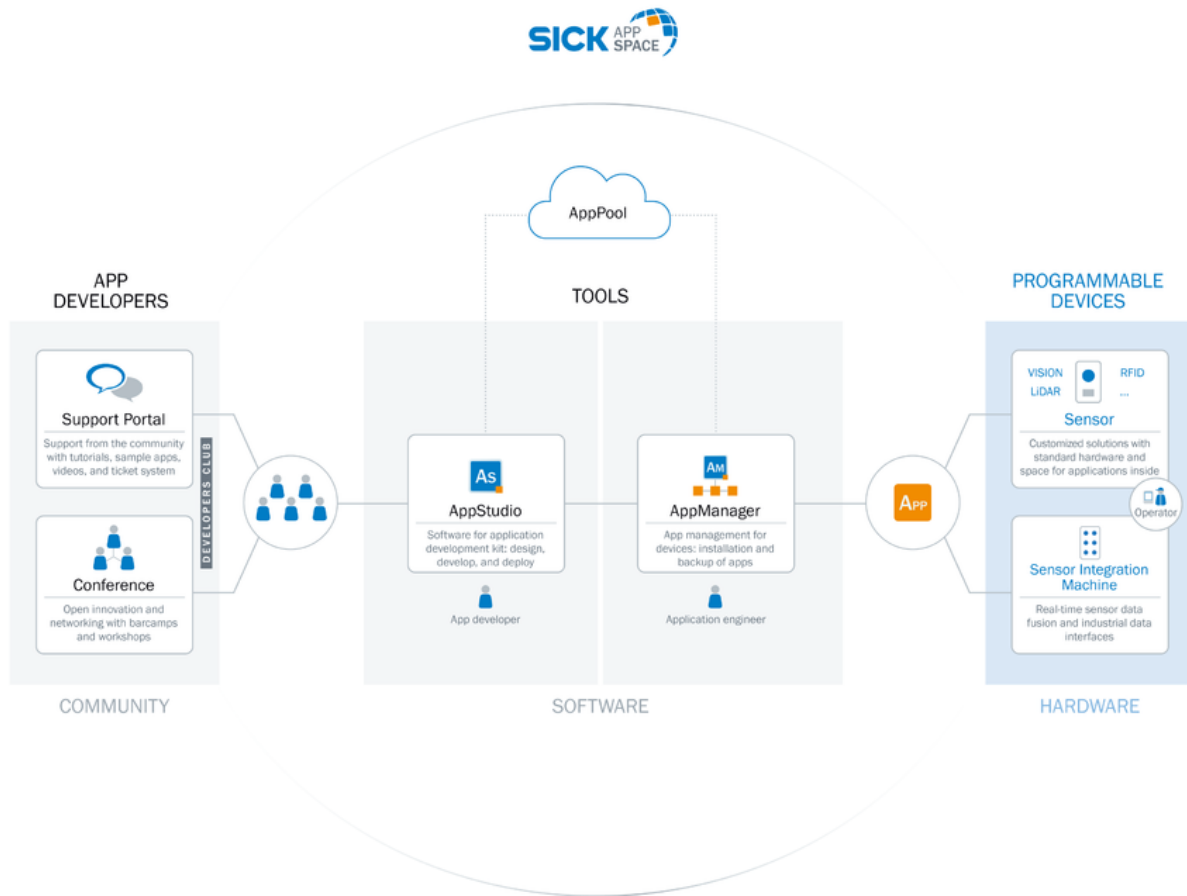 SICK APP SPACE
AppPool
APP
DEVELOPERS
TOOLS
PROGRAMMABLE
DEVICES
Support Portal
Support from the community
with tutorials, sample apps,
videos, and ticket system
Conference
Open innovation and
networking with barcamps
and workshops
DEVELOPERS CLUB
As
AppStudio
Software for application
development kit: design,
develop, and deploy
App developer
AM
AppManager
App management for
devices: installation and
backup of apps
Application engineer
APP
VISION
RFID
LiDAR
...
Sensor
Customized solutions with
standard hardware and
space for applications inside
Operator
Sensor Integration
Machine
Real-time sensor data
fusion and industrial data
interfaces
COMMUNITY
SOFTWARE
HARDWARE